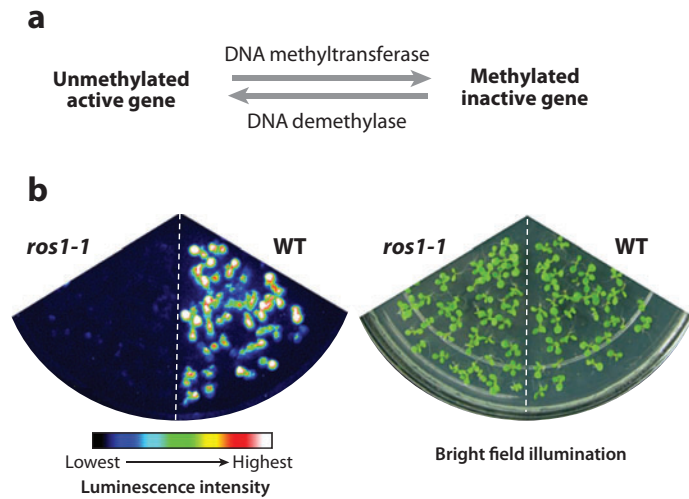 a
Unmethylated
active gene
DNA methyltransferase
DNA demethylase
Methylated
inactive gene
b
ros1-1
WT
ros1-1
WT
Lowest
Highest
Luminescence intensity
Bright field illumination